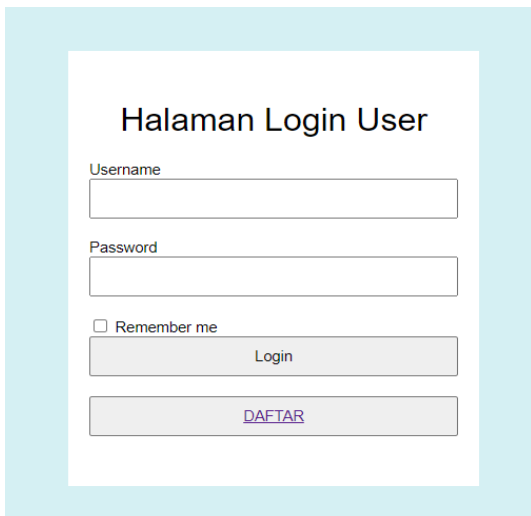 Halaman Login User
Username
Password
Remember me
Login
DAFTAR